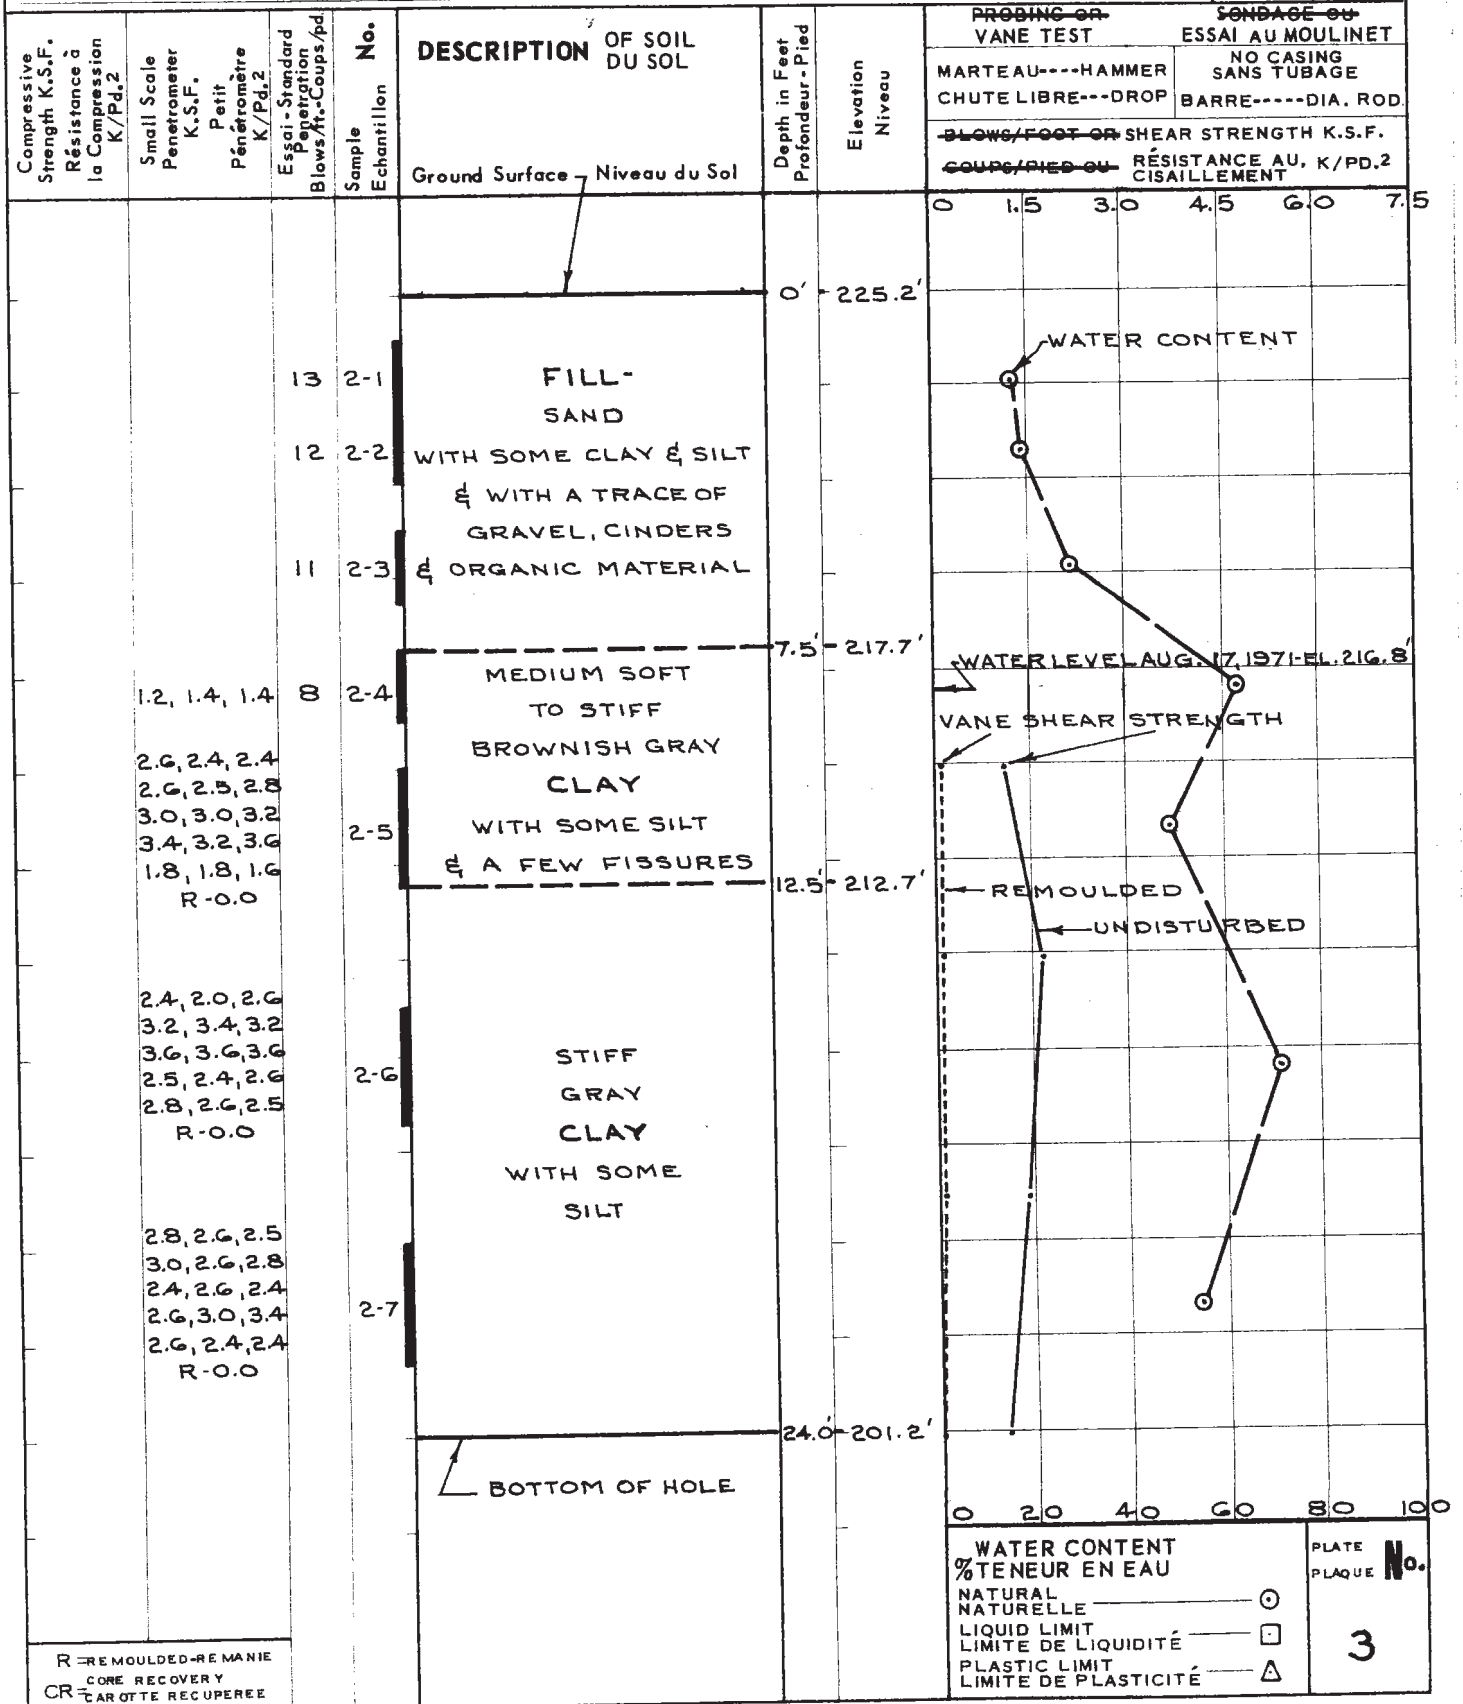 Compressive
Strength K.S.F.
Résistance à
la Compression
K/Pd.2
Small Scale
Penetrometer
K.S.F.
Petit
Pénétromètre
K/Pd.2
Essai-Standard
Penetration
Blows/ft.-Coups/pd.
Sample No.
Echantillon
DESCRIPTION OF SOIL
DU SOL
Ground Surface Niveau du Sol
Depth in Feet
Profondeur-Pied
Elevation
Niveau
PROBING OR SONDAGE OU
VANE TEST ESSAI AU MOULINET
MARTEAU----HAMMER
CHUTE LIBRE---DROP
NO CASING
SANS TUBAGE
BARRE-----DIA. ROD
BLOWS/FOOT OR SHEAR STRENGTH K.S.F.
COUPS/PIED OU RÉSISTANCE AU, K/PD.2
CISAILLEMENT
0 1.5 3.0 4.5 6.0 7.5
0' 225.2'
WATER CONTENT
13 2-1 FILL-
SAND
12 2-2 WITH SOME CLAY & SILT
& WITH A TRACE OF
GRAVEL, CINDERS
11 2-3 & ORGANIC MATERIAL
7.5' 217.7'
WATER LEVEL AUG. 17, 1971-EL. 216.8'
MEDIUM SOFT
1.2, 1.4, 1.4 8 2-4 TO STIFF
VANE SHEAR STRENGTH
BROWNISH GRAY
2.6, 2.4, 2.4
2.6, 2.5, 2.8 CLAY
3.0, 3.0, 3.2
2-5 WITH SOME SILT
3.4, 3.2, 3.6
1.8, 1.8, 1.6 & A FEW FISSURES
R-0.0
12.5' 212.7'
REMOULDED
UNDISTURBED
2.4, 2.0, 2.6
3.2, 3.4, 3.2
3.6, 3.6, 3.6 STIFF
2.5, 2.4, 2.6 2-6
2.8, 2.6, 2.5 GRAY
R-0.0 CLAY
WITH SOME
SILT
2.8, 2.6, 2.5
3.0, 2.6, 2.8
2.4, 2.6, 2.4
2.6, 3.0, 3.4 2-7
2.6, 2.4, 2.4
R-0.0
24.0' 201.2'
BOTTOM OF HOLE
0 20 40 60 80 100
WATER CONTENT
% TENEUR EN EAU
NATURAL
NATURELLE
LIQUID LIMIT
LIMITE DE LIQUIDITÉ
PLASTIC LIMIT
LIMITE DE PLASTICITÉ
PLATE
PLAQUE No.
3
R=REMOULDED-REMANIE
CR= CORE RECOVERY
CAROTTE RECUPEREE